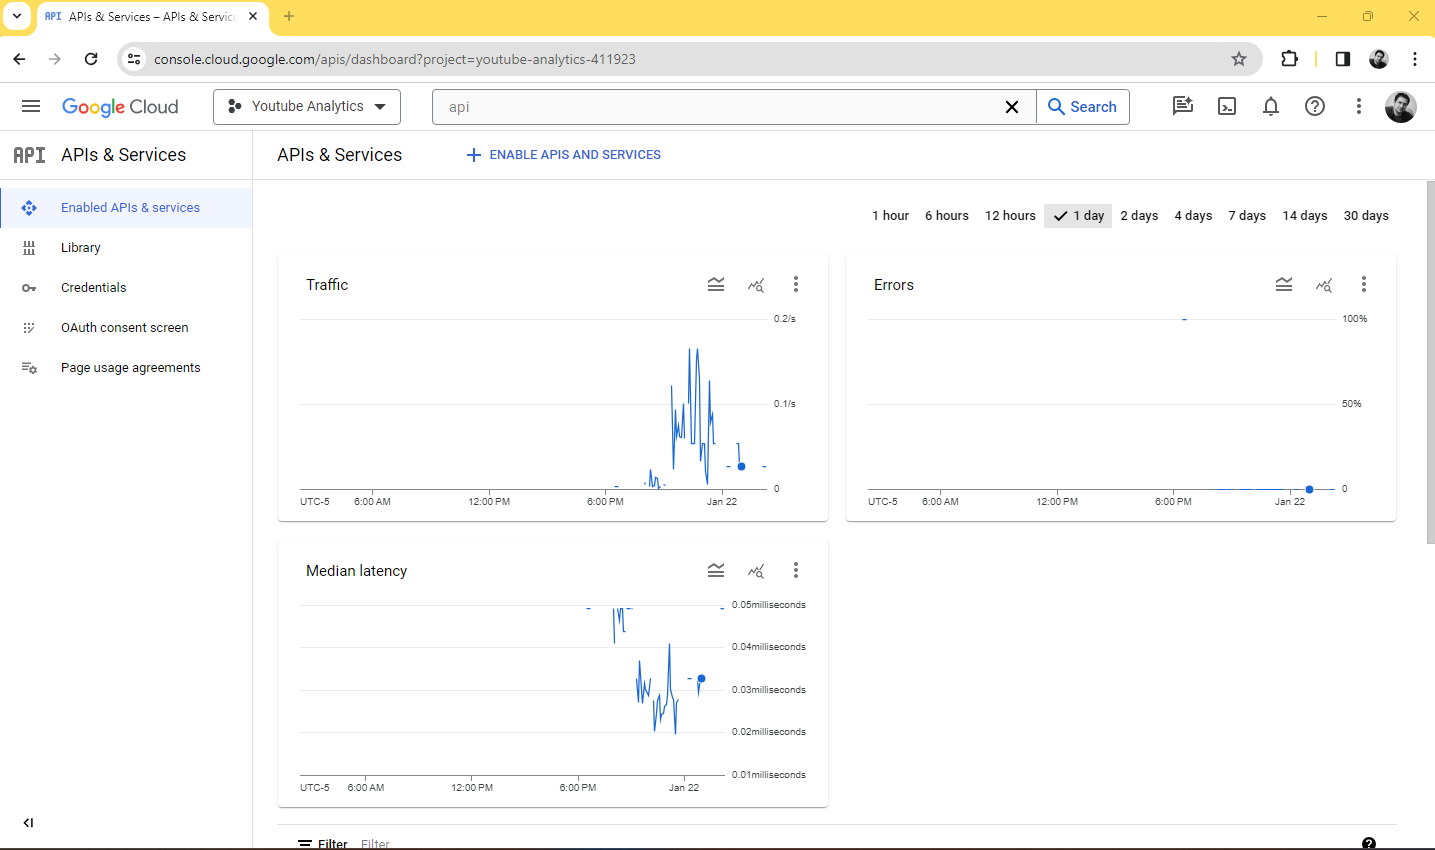 API APIs & Services – APIs & Service
console.cloud.google.com/apis/dashboard?project=youtube-analytics-411923
Google Cloud Youtube Analytics api Search
API APIs & Services
APIs & Services ENABLE APIS AND SERVICES
Enabled APIs & services
Library
Credentials
OAuth consent screen
Page usage agreements
1 hour 6 hours 12 hours 1 day 2 days 4 days 7 days 14 days 30 days
Traffic
0.2/s
0.1/s
0
UTC-5 6:00 AM 12:00 PM 6:00 PM Jan 22
Errors
100%
50%
0
UTC-5 6:00 AM 12:00 PM 6:00 PM Jan 22
Median latency
0.05milliseconds
0.04milliseconds
0.03milliseconds
0.02milliseconds
0.01milliseconds
UTC-5 6:00 AM 12:00 PM 6:00 PM Jan 22
Filter Filter